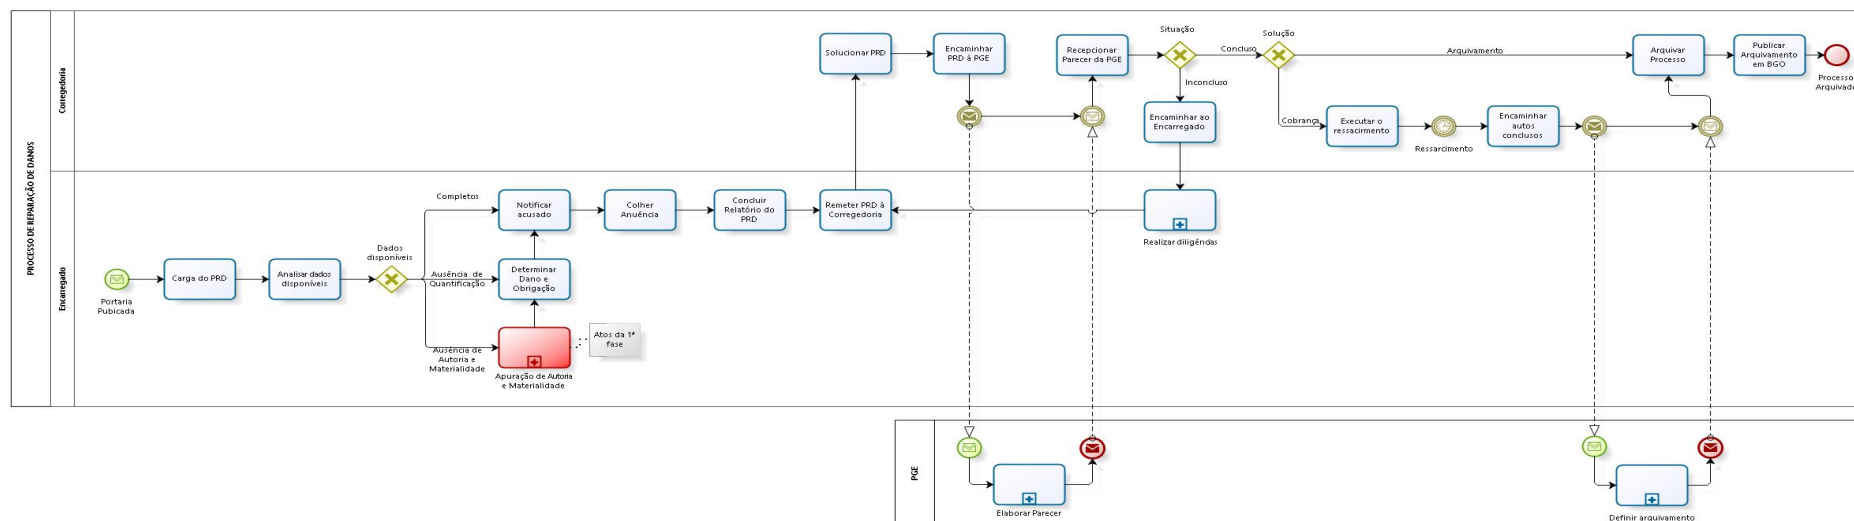 PROCESSO DE REPARAÇÃO DE DANOS
Corregedoria
Solucionar PRD
Encaminhar
PRD à PGE
Recepcionar
Parecer da PGE
Situação
Concluso
Inconcluso
Solução
Arquivamento
Cobrança
Encaminhar ao
Encarregado
Executar o
ressacimento
Ressarcimento
Encaminhar
autos
conclusos
Arquivar
Processo
Publicar
Arquivamento
em BGO
Processo
Arquivado
Encarregado
Portaria
Pubicada
Carga do PRD
Analisar dados
disponíveis
Dados
disponíveis
Completos
Ausência de
Quantificação
Ausência de
Autoria e
Materialidade
Notificar
acusado
Determinar
Dano e
Obrigação
Apuração de Autoria
e Materialidade
Atos da 1ª
fase
Colher
Anuência
Concluir
Relatório do
PRD
Remeter PRD à
Corregedoria
Realizar diligências
PGE
Elaborar Parecer
Definir arquivamento